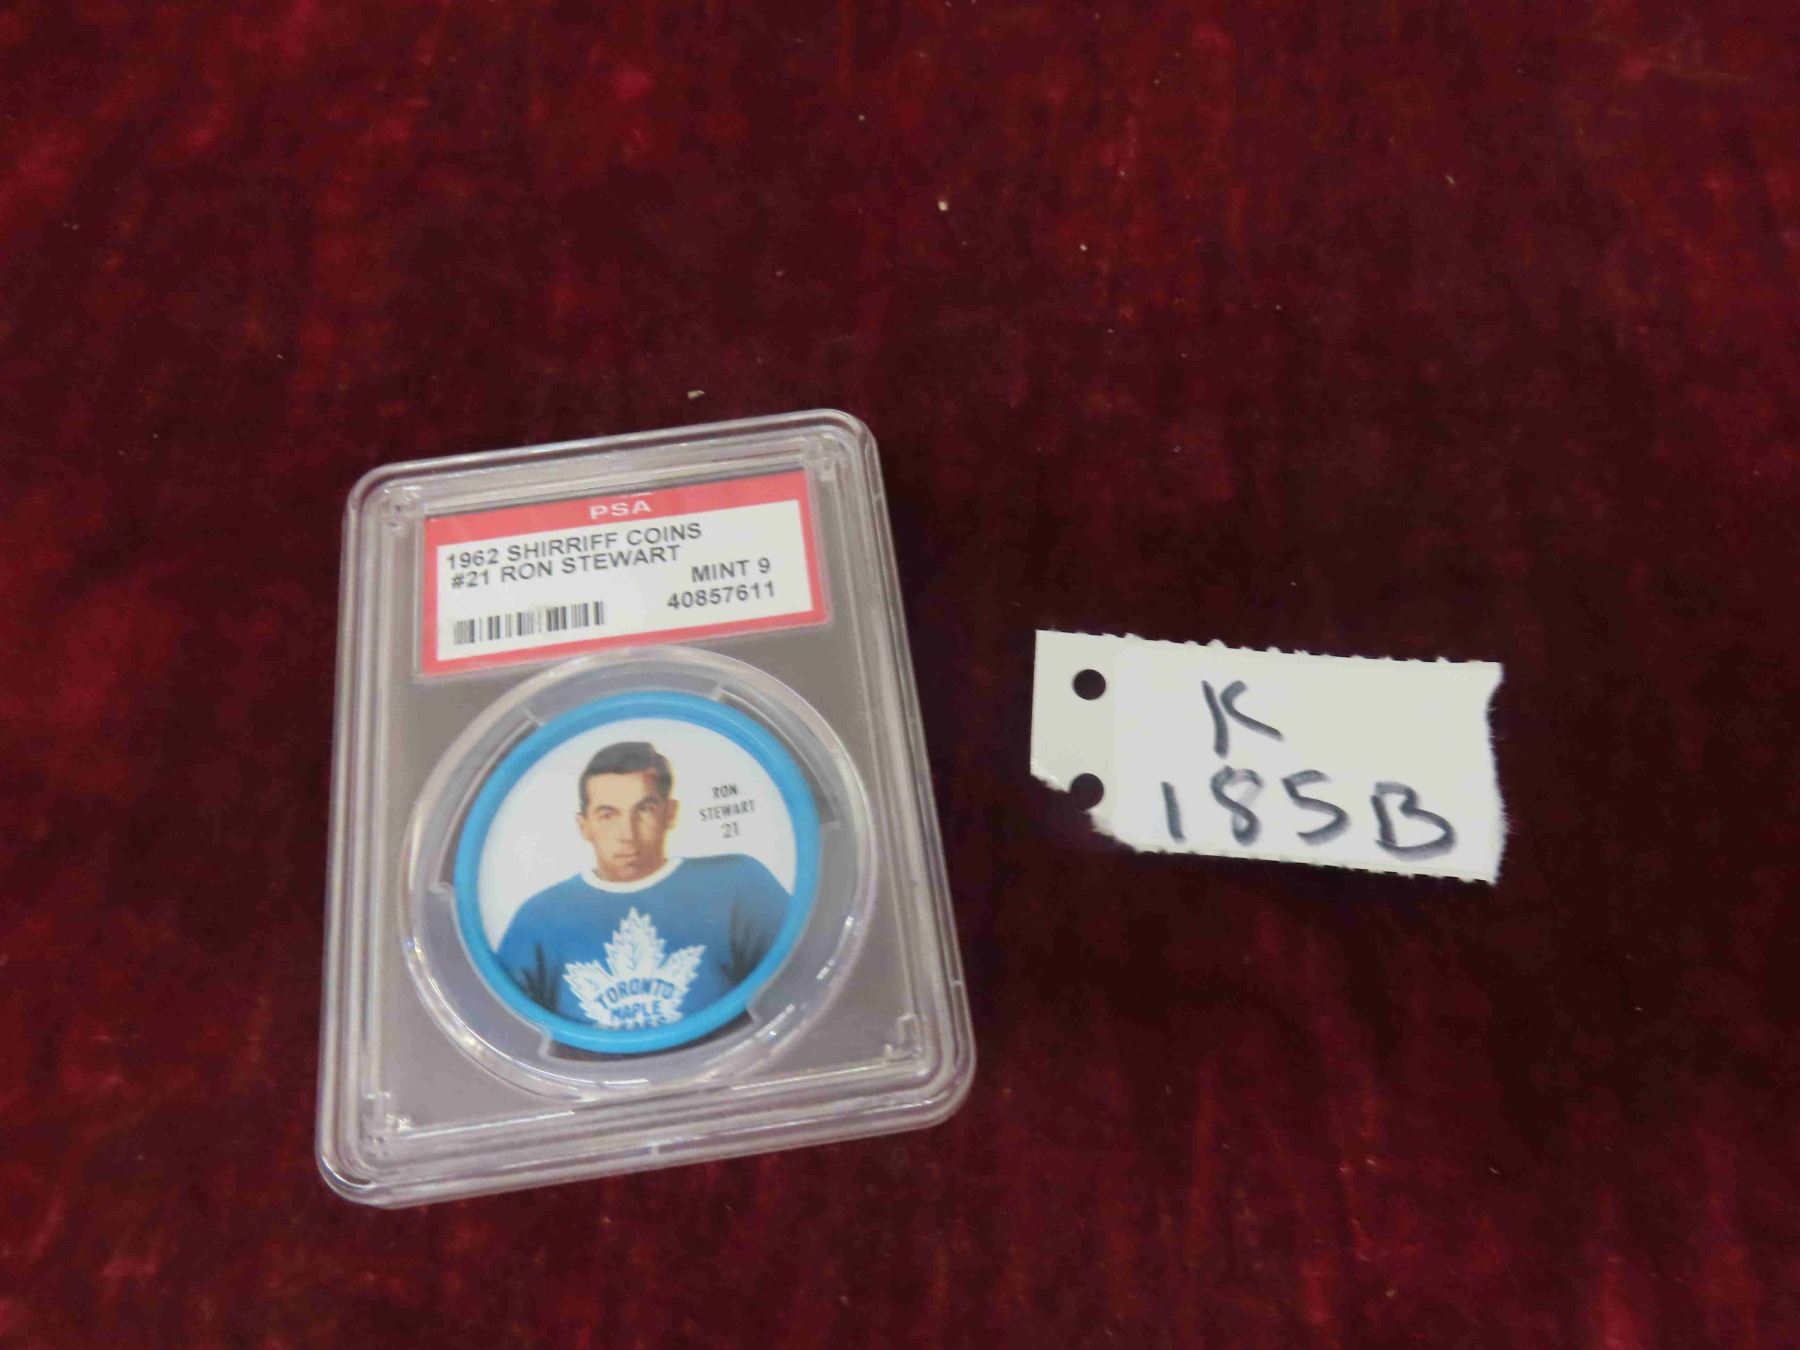 PSA
1962 SHIRRIFF COINS
#21 RON STEWART
MINT 9
40857611
RON
STEWART
21
TORONTO
MAPLE
K
185B